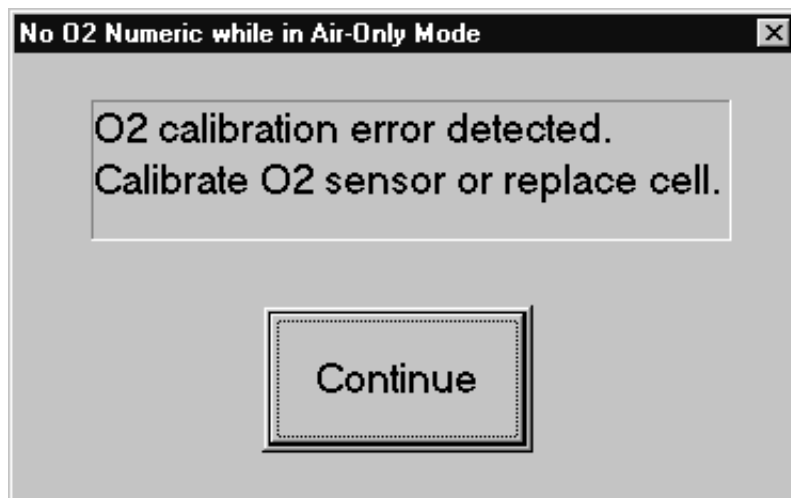 No O2 Numeric while in Air-Only Mode
O2 calibration error detected.
Calibrate O2 sensor or replace cell.
Continue